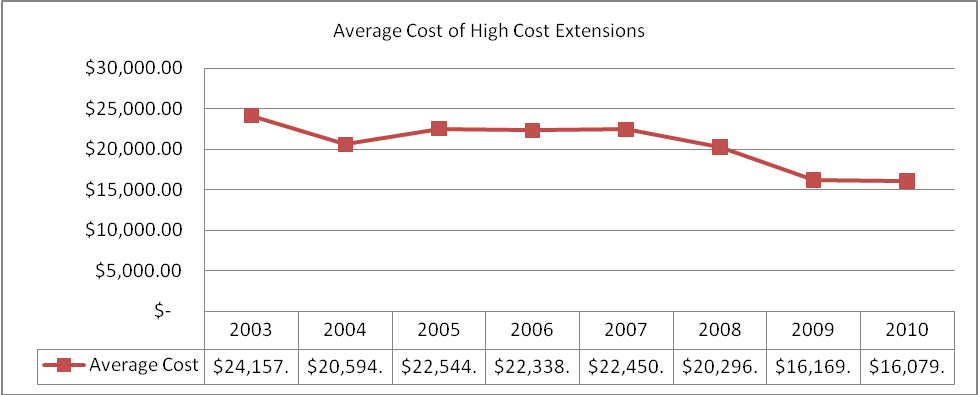 Average Cost of High Cost Extensions
$30,000.00
$25,000.00
$20,000.00
$15,000.00
$10,000.00
$5,000.00
$-
2003 2004 2005 2006 2007 2008 2009 2010
Average Cost $24,157. $20,594. $22,544. $22,338. $22,450. $20,296. $16,169. $16,079.